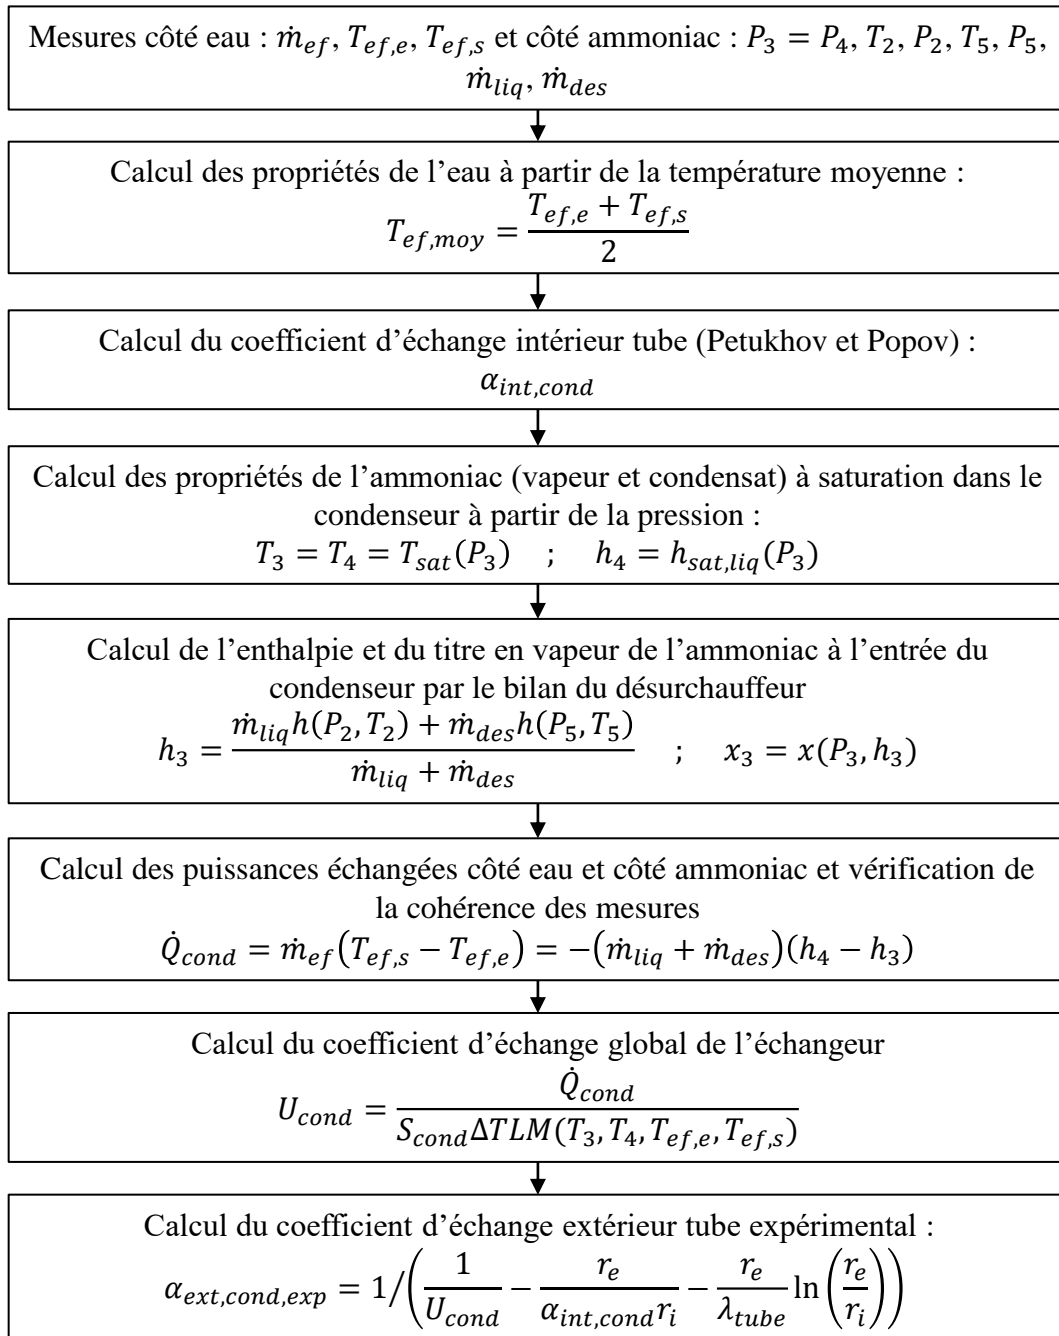 Mesures côté eau : ṁ_ef, T_ef,e, T_ef,s et côté ammoniac : P_3 = P_4, T_2, P_2, T_5, P_5,
ṁ_liq, ṁ_des
Calcul des propriétés de l’eau à partir de la température moyenne :
T_ef,moy = (T_ef,e + T_ef,s) / 2
Calcul du coefficient d’échange intérieur tube (Petukhov et Popov) :
α_int,cond
Calcul des propriétés de l’ammoniac (vapeur et condensat) à saturation dans le
condenseur à partir de la pression :
T_3 = T_4 = T_sat(P_3) ; h_4 = h_sat,liq(P_3)
Calcul de l’enthalpie et du titre en vapeur de l’ammoniac à l’entrée du
condenseur par le bilan du désurchauffeur
h_3 = (ṁ_liq h(P_2, T_2) + ṁ_des h(P_5, T_5)) / (ṁ_liq + ṁ_des) ; x_3 = x(P_3, h_3)
Calcul des puissances échangées côté eau et côté ammoniac et vérification de
la cohérence des mesures
Q̇_cond = ṁ_ef(T_ef,s − T_ef,e) = −(ṁ_liq + ṁ_des)(h_4 − h_3)
Calcul du coefficient d’échange global de l’échangeur
U_cond = Q̇_cond / (S_cond ΔTLM(T_3, T_4, T_ef,e, T_ef,s))
Calcul du coefficient d’échange extérieur tube expérimental :
α_ext,cond,exp = 1/(1/U_cond − r_e/(α_int,cond r_i) − (r_e/λ_tube) ln(r_e/r_i))